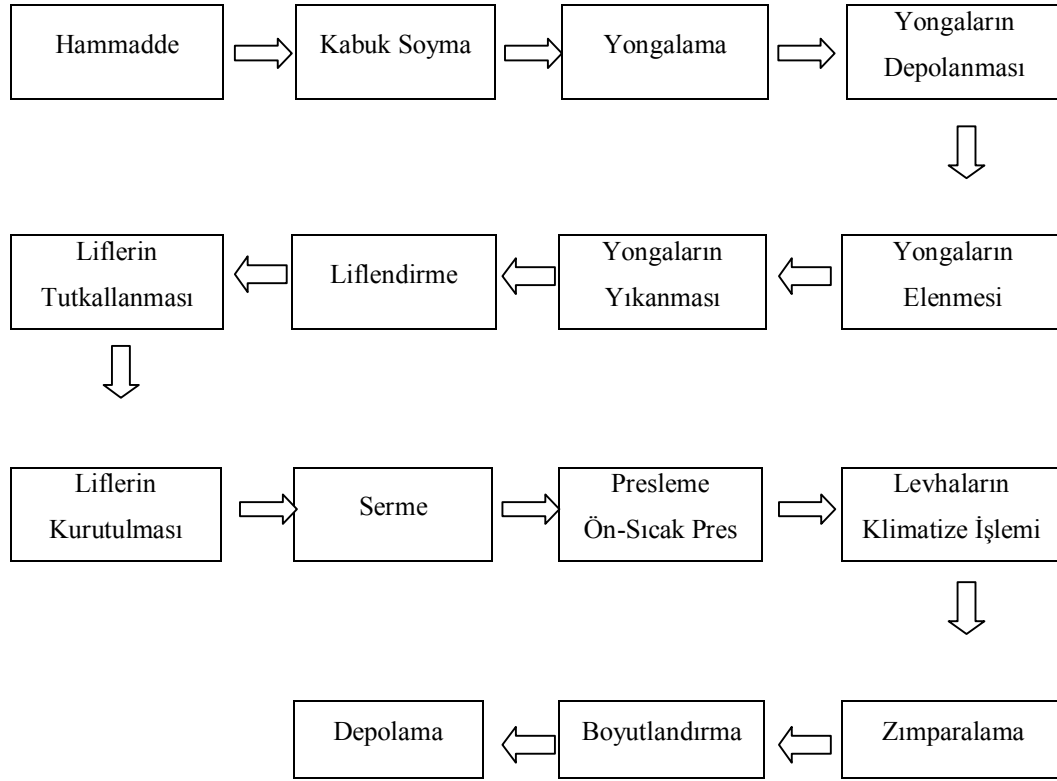 Hammadde
Kabuk Soyma
Yongalama
Yongaların
Depolanması
Yongaların
Elenmesi
Yongaların
Yıkanması
Liflendirme
Liflerin
Tutkallanması
Liflerin
Kurutulması
Serme
Presleme
Ön-Sıcak Pres
Levhaların
Klimatize İşlemi
Zımparalama
Boyutlandırma
Depolama